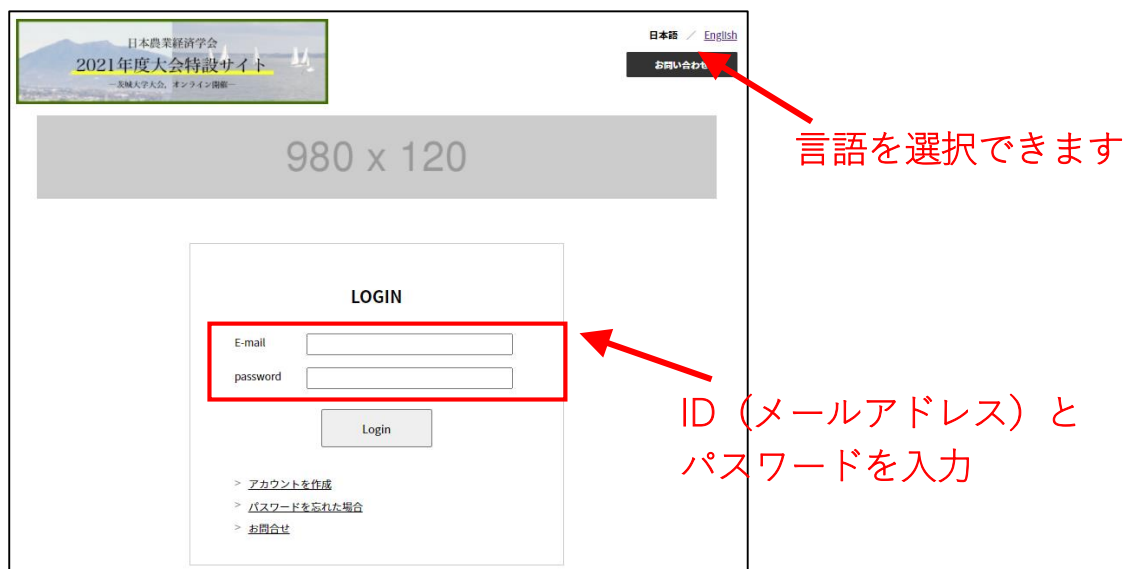 日本農業経済学会
2021年度大会特設サイト
―茨城大学大会，オンライン開催―
日本語 ／ English
お問い合わせ
言語を選択できます
980 x 120
LOGIN
E-mail
password
ID（メールアドレス）と
パスワードを入力
Login
> アカウントを作成
> パスワードを忘れた場合
> お問合せ